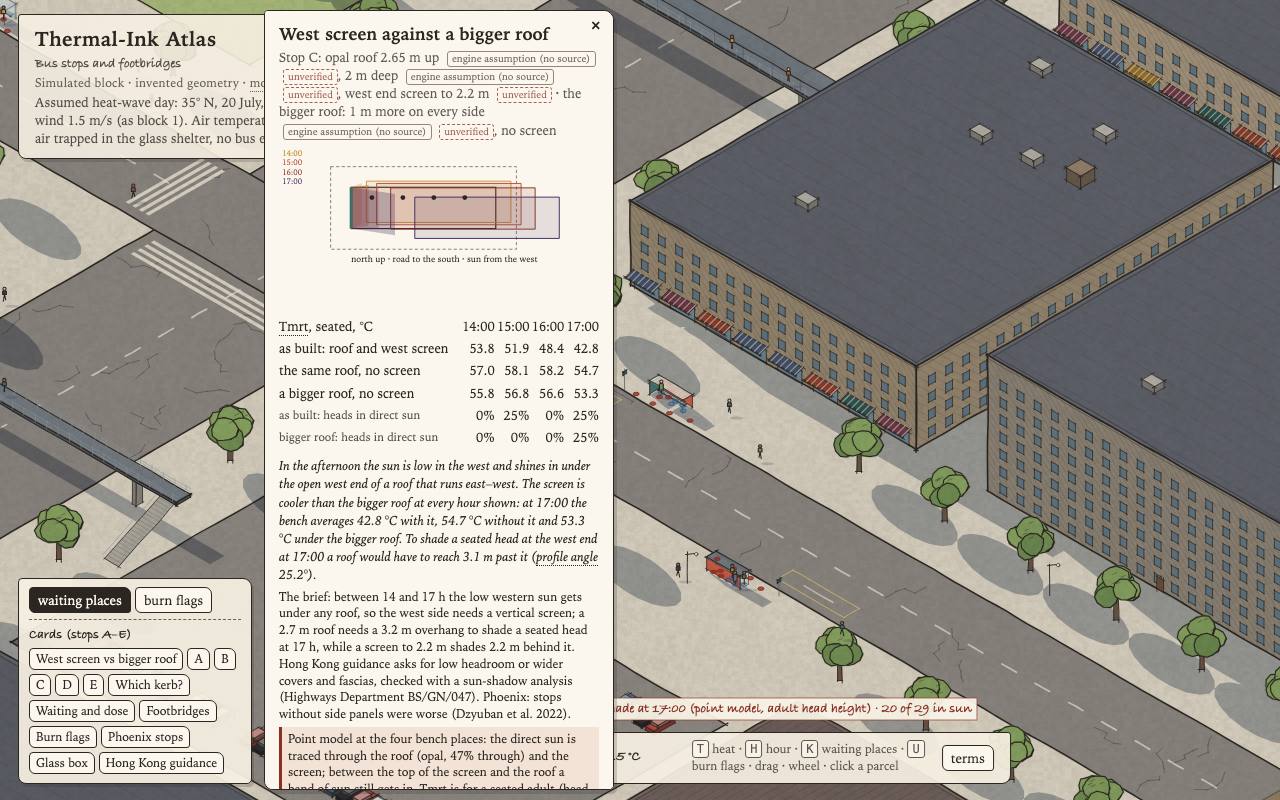 Thermal-Ink Atlas
Bus stops and footbridges
Simulated block · invented geometry ·
Assumed heat-wave day: 35° N, 20 July,
wind 1.5 m/s (as block 1). Air
air trapped in the glass shelter, no bus
West screen against a bigger roof ×
Stop C: opal roof 2.65 m up engine assumption (no source)
unverified, 2 m deep engine assumption (no source)
unverified, west end screen to 2.2 m unverified · the
bigger roof: 1 m more on every side
engine assumption (no source) unverified, no screen
14:00
15:00
16:00
17:00
north up · road to the south · sun from the west
Tmrt, seated, °C 14:00 15:00 16:00 17:00
as built: roof and west screen 53.8 51.9 48.4 42.8
the same roof, no screen 57.0 58.1 58.2 54.7
a bigger roof, no screen 55.8 56.8 56.6 53.3
as built: heads in direct sun 0% 25% 0% 25%
bigger roof: heads in direct sun 0% 0% 0% 25%
In the afternoon the sun is low in the west and shines in under
the open west end of a roof that runs east–west. The screen is
cooler than the bigger roof at every hour shown: at 17:00 the
bench averages 42.8 °C with it, 54.7 °C without it and 53.3
°C under the bigger roof. To shade a seated head at the west end
at 17:00 a roof would have to reach 3.1 m past it (profile angle
25.2°).
The brief: between 14 and 17 h the low western sun gets
under any roof, so the west side needs a vertical screen; a
2.7 m roof needs a 3.2 m overhang to shade a seated head
at 17 h, while a screen to 2.2 m shades 2.2 m behind it.
Hong Kong guidance asks for low headroom or wider
covers and fascias, checked with a sun-shadow analysis
(Highways Department BS/GN/047). Phoenix: stops
without side panels were worse (Dzyuban et al. 2022).
Point model at the four bench places: the direct sun is
traced through the roof (opal, 47% through) and the
screen; between the top of the screen and the roof a
band of sun still gets in. Tmrt is for a seated adult (head
waiting places burn flags
Cards (stops A–E)
West screen vs bigger roof A B
C D E Which kerb?
Waiting and dose Footbridges
Burn flags Phoenix stops
Glass box Hong Kong guidance
at 17:00 (point model, adult head height) · 20 of 29 in sun
T heat · H hour · K waiting places · U
burn flags · drag · wheel · click a parcel
terms